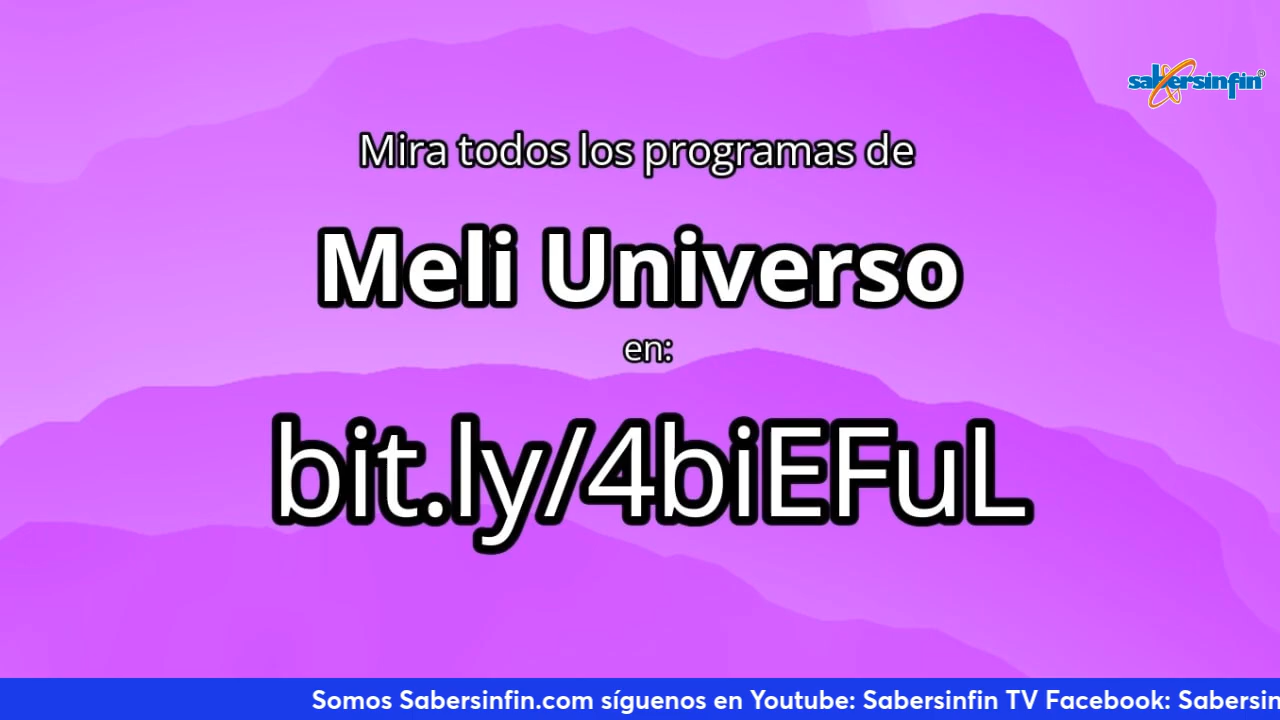 sabersinfin®
Mira todos los programas de
Meli Universo
en:
bit.ly/4biEFuL
Somos Sabersinfin.com síguenos en Youtube: Sabersinfin TV Facebook: Sabersin